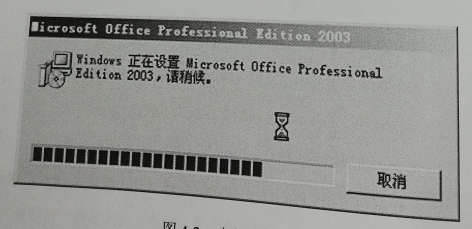 Microsoft Office Professional Edition 2003
Windows 正在设置 Microsoft Office Professional
Edition 2003，请稍候。
取消